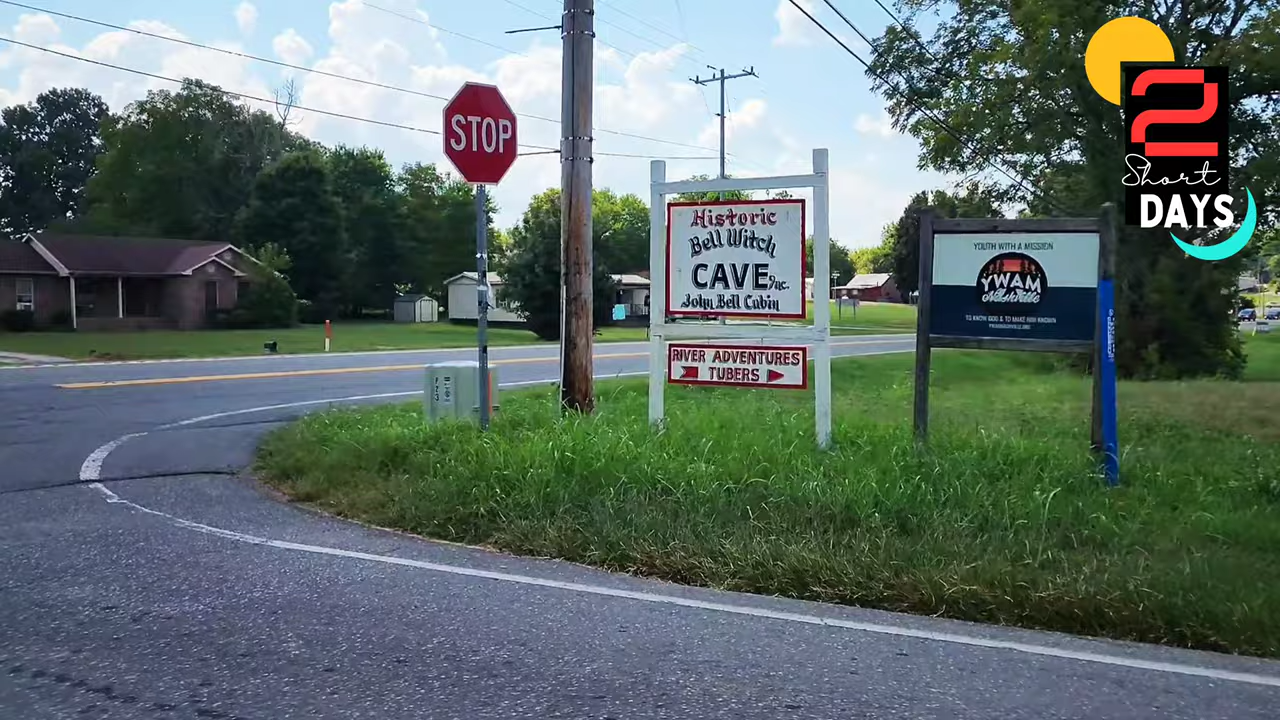 STOP
Historic
Bell Witch
CAVE, INC.
John Bell Cabin
RIVER ADVENTURES
TUBERS
YOUTH WITH A MISSION
YWAM
Nashville
TO KNOW GOD & TO MAKE HIM KNOWN
2
Short
DAYS